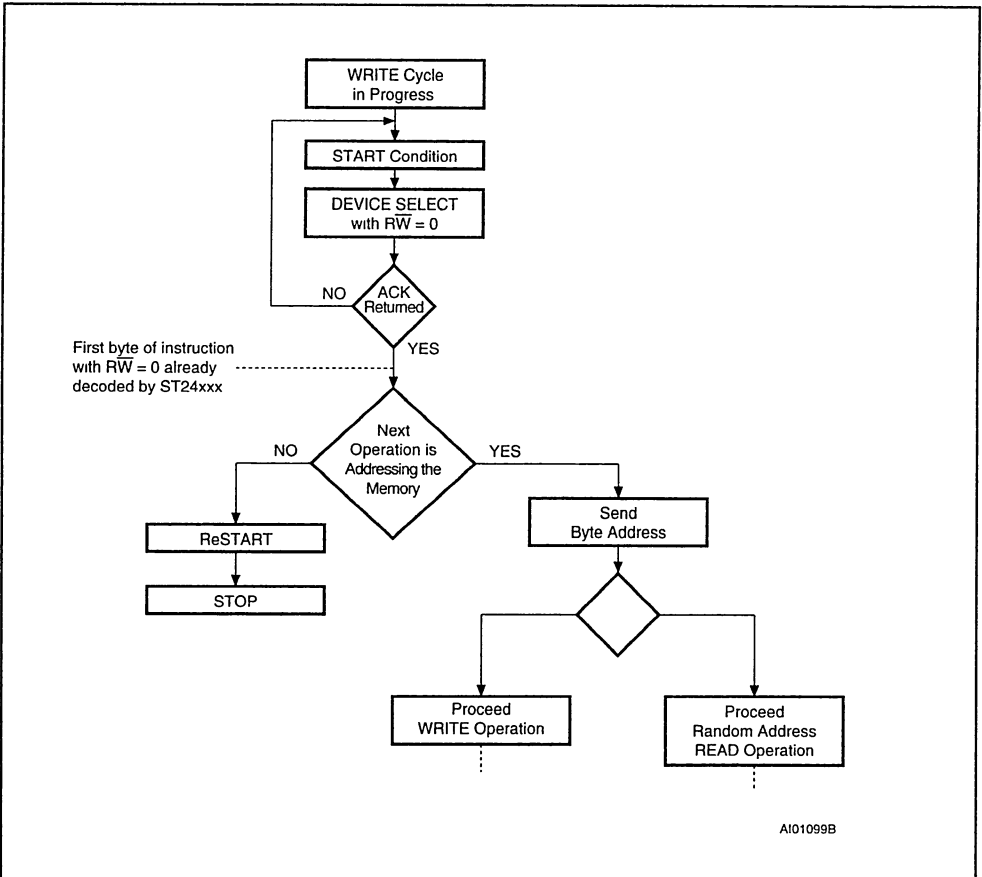 WRITE Cycle
in Progress
START Condition
DEVICE SELECT
with RW̅ = 0
NO
ACK
Returned
YES
First byte of instruction
with RW̅ = 0 already
decoded by ST24xxx
Next
Operation is
Addressing the
Memory
NO
YES
Send
Byte Address
ReSTART
STOP
Proceed
WRITE Operation
Proceed
Random Address
READ Operation
AI01099B